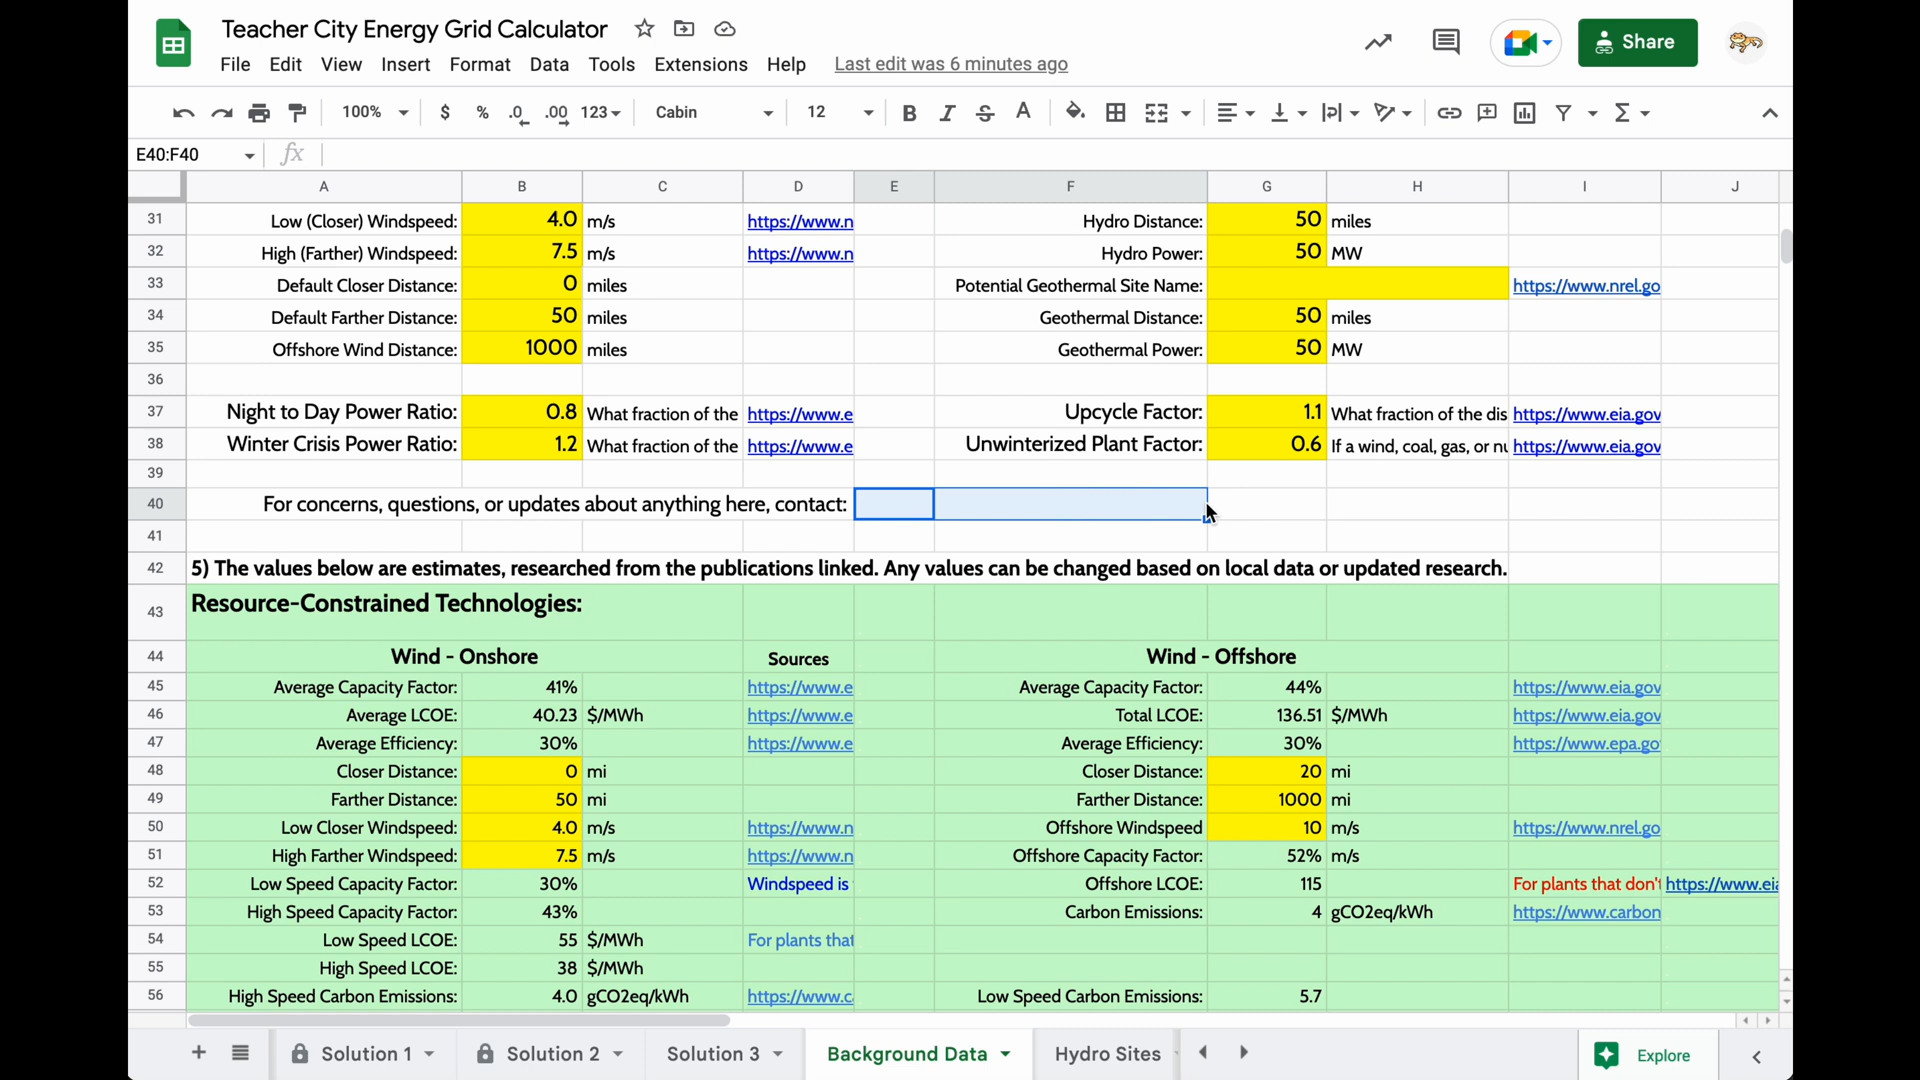 Teacher City Energy Grid Calculator
File Edit View Insert Format Data Tools Extensions Help Last edit was 6 minutes ago
Share
100% $ % .0 .00 123 Cabin 12 B I S A
E40:F40 fx
A B C D E F G H I J
31 Low (Closer) Windspeed: 4.0 m/s https://www.n Hydro Distance: 50 miles
32 High (Farther) Windspeed: 7.5 m/s https://www.n Hydro Power: 50 MW
33 Default Closer Distance: 0 miles Potential Geothermal Site Name: https://www.nrel.go
34 Default Farther Distance: 50 miles Geothermal Distance: 50 miles
35 Offshore Wind Distance: 1000 miles Geothermal Power: 50 MW
36
37 Night to Day Power Ratio: 0.8 What fraction of the https://www.e Upcycle Factor: 1.1 What fraction of the dis https://www.eia.gov
38 Winter Crisis Power Ratio: 1.2 What fraction of the https://www.e Unwinterized Plant Factor: 0.6 If a wind, coal, gas, or nu https://www.eia.gov
39
40 For concerns, questions, or updates about anything here, contact:
41
42 5) The values below are estimates, researched from the publications linked. Any values can be changed based on local data or updated research.
43 Resource-Constrained Technologies:
44 Wind - Onshore Sources Wind - Offshore
45 Average Capacity Factor: 41% https://www.e Average Capacity Factor: 44% https://www.eia.gov
46 Average LCOE: 40.23 $/MWh https://www.e Total LCOE: 136.51 $/MWh https://www.eia.gov
47 Average Efficiency: 30% https://www.e Average Efficiency: 30% https://www.epa.go
48 Closer Distance: 0 mi Closer Distance: 20 mi
49 Farther Distance: 50 mi Farther Distance: 1000 mi
50 Low Closer Windspeed: 4.0 m/s https://www.n Offshore Windspeed 10 m/s https://www.nrel.go
51 High Farther Windspeed: 7.5 m/s https://www.n Offshore Capacity Factor: 52% m/s
52 Low Speed Capacity Factor: 30% Windspeed is Offshore LCOE: 115 For plants that don't https://www.eia
53 High Speed Capacity Factor: 43% Carbon Emissions: 4 gCO2eq/kWh https://www.carbon
54 Low Speed LCOE: 55 $/MWh For plants that
55 High Speed LCOE: 38 $/MWh
56 High Speed Carbon Emissions: 4.0 gCO2eq/kWh https://www.c Low Speed Carbon Emissions: 5.7
Solution 1 Solution 2 Solution 3 Background Data Hydro Sites Explore